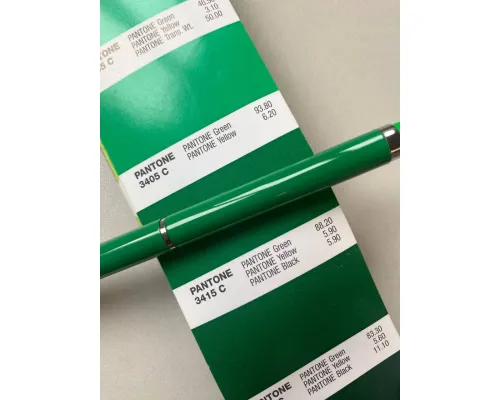 PANTONE Green 46.90
PANTONE Yellow 3.10
PANTONE Trans. Wt. 50.00
PANTONE
PANTONE Green 93.80
PANTONE Yellow 6.20
PANTONE
3405 C
PANTONE Green 88.20
PANTONE Yellow 5.90
PANTONE Black 5.90
PANTONE
3415 C
PANTONE Green 83.30
PANTONE Yellow 5.60
PANTONE Black 11.10
PANTONE